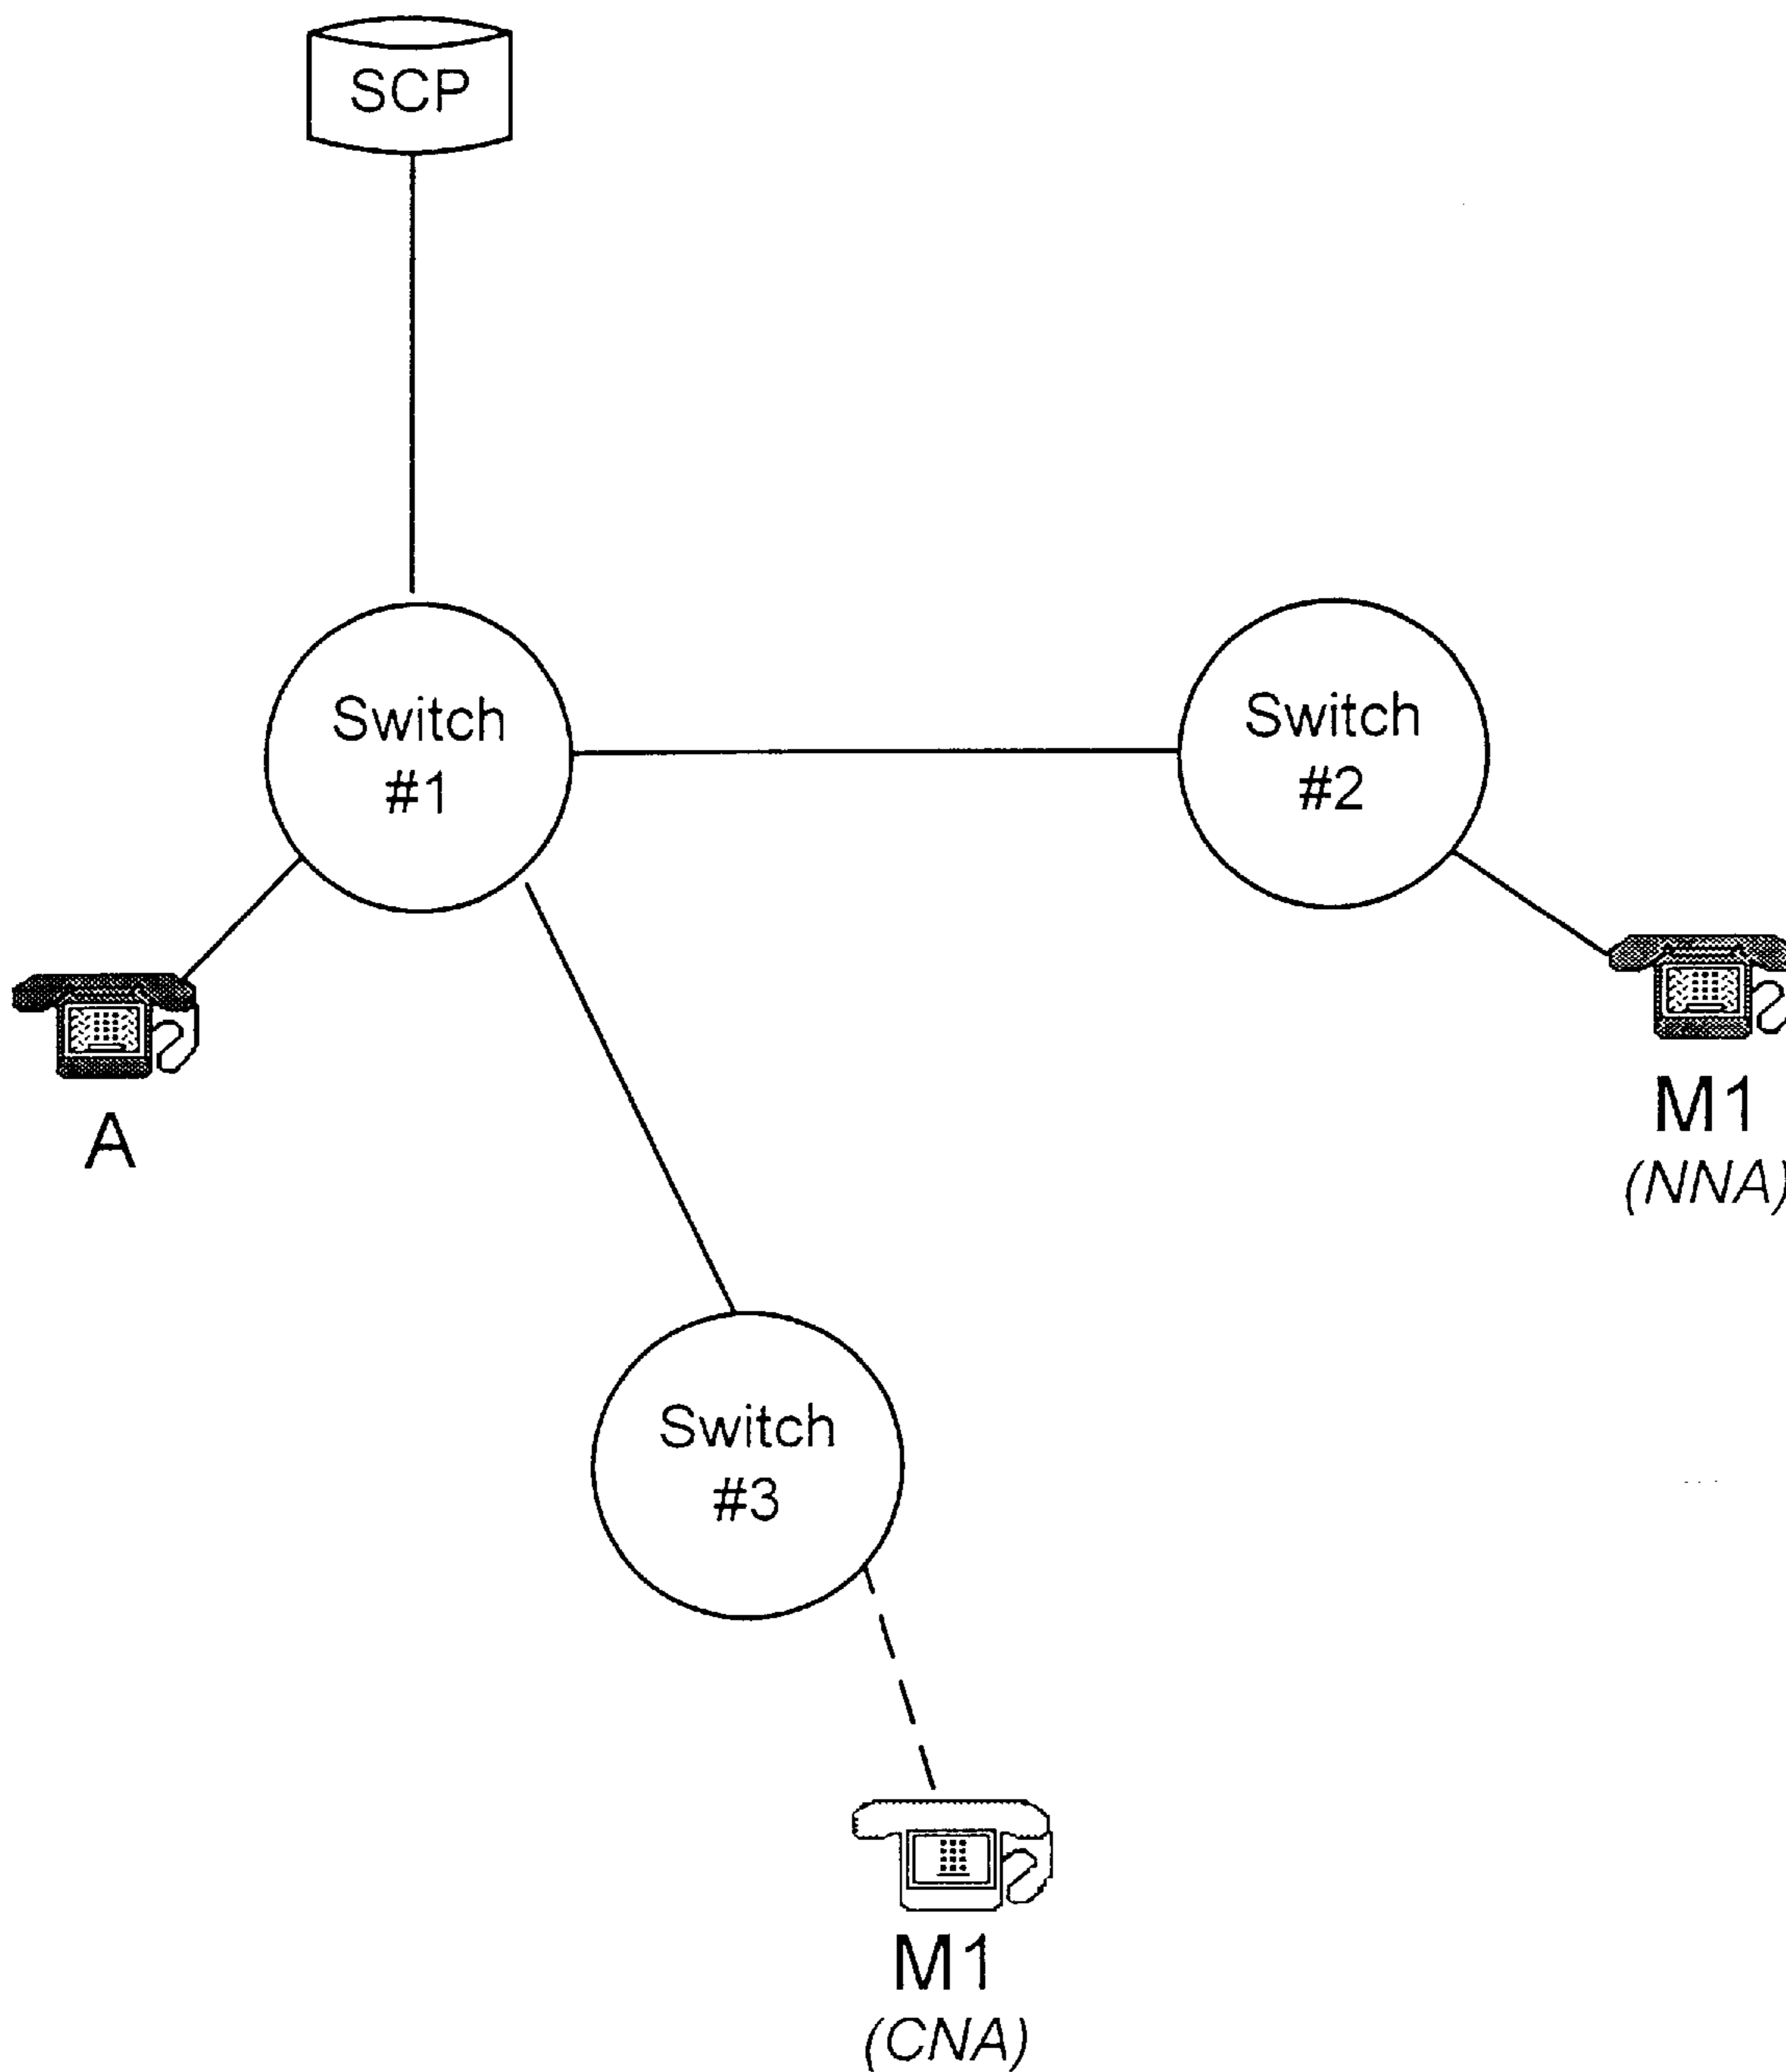 SCP
Switch
#1
Switch
#2
A
M1
(NNA)
Switch
#3
M1
(CNA)